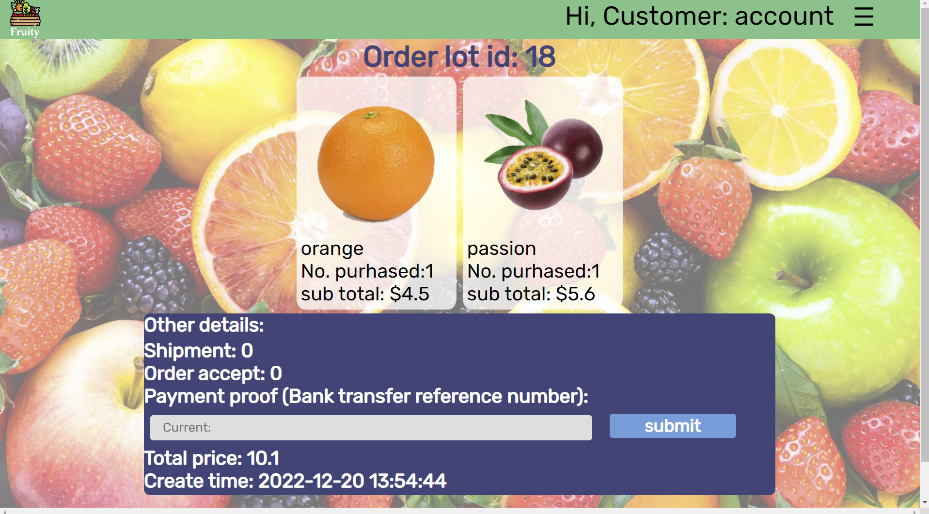 Fruity
Hi, Customer: account
Order lot id: 18
orange
No. purhased:1
sub total: $4.5
passion
No. purhased:1
sub total: $5.6
Other details:
Shipment: 0
Order accept: 0
Payment proof (Bank transfer reference number):
Current:
submit
Total price: 10.1
Create time: 2022-12-20 13:54:44